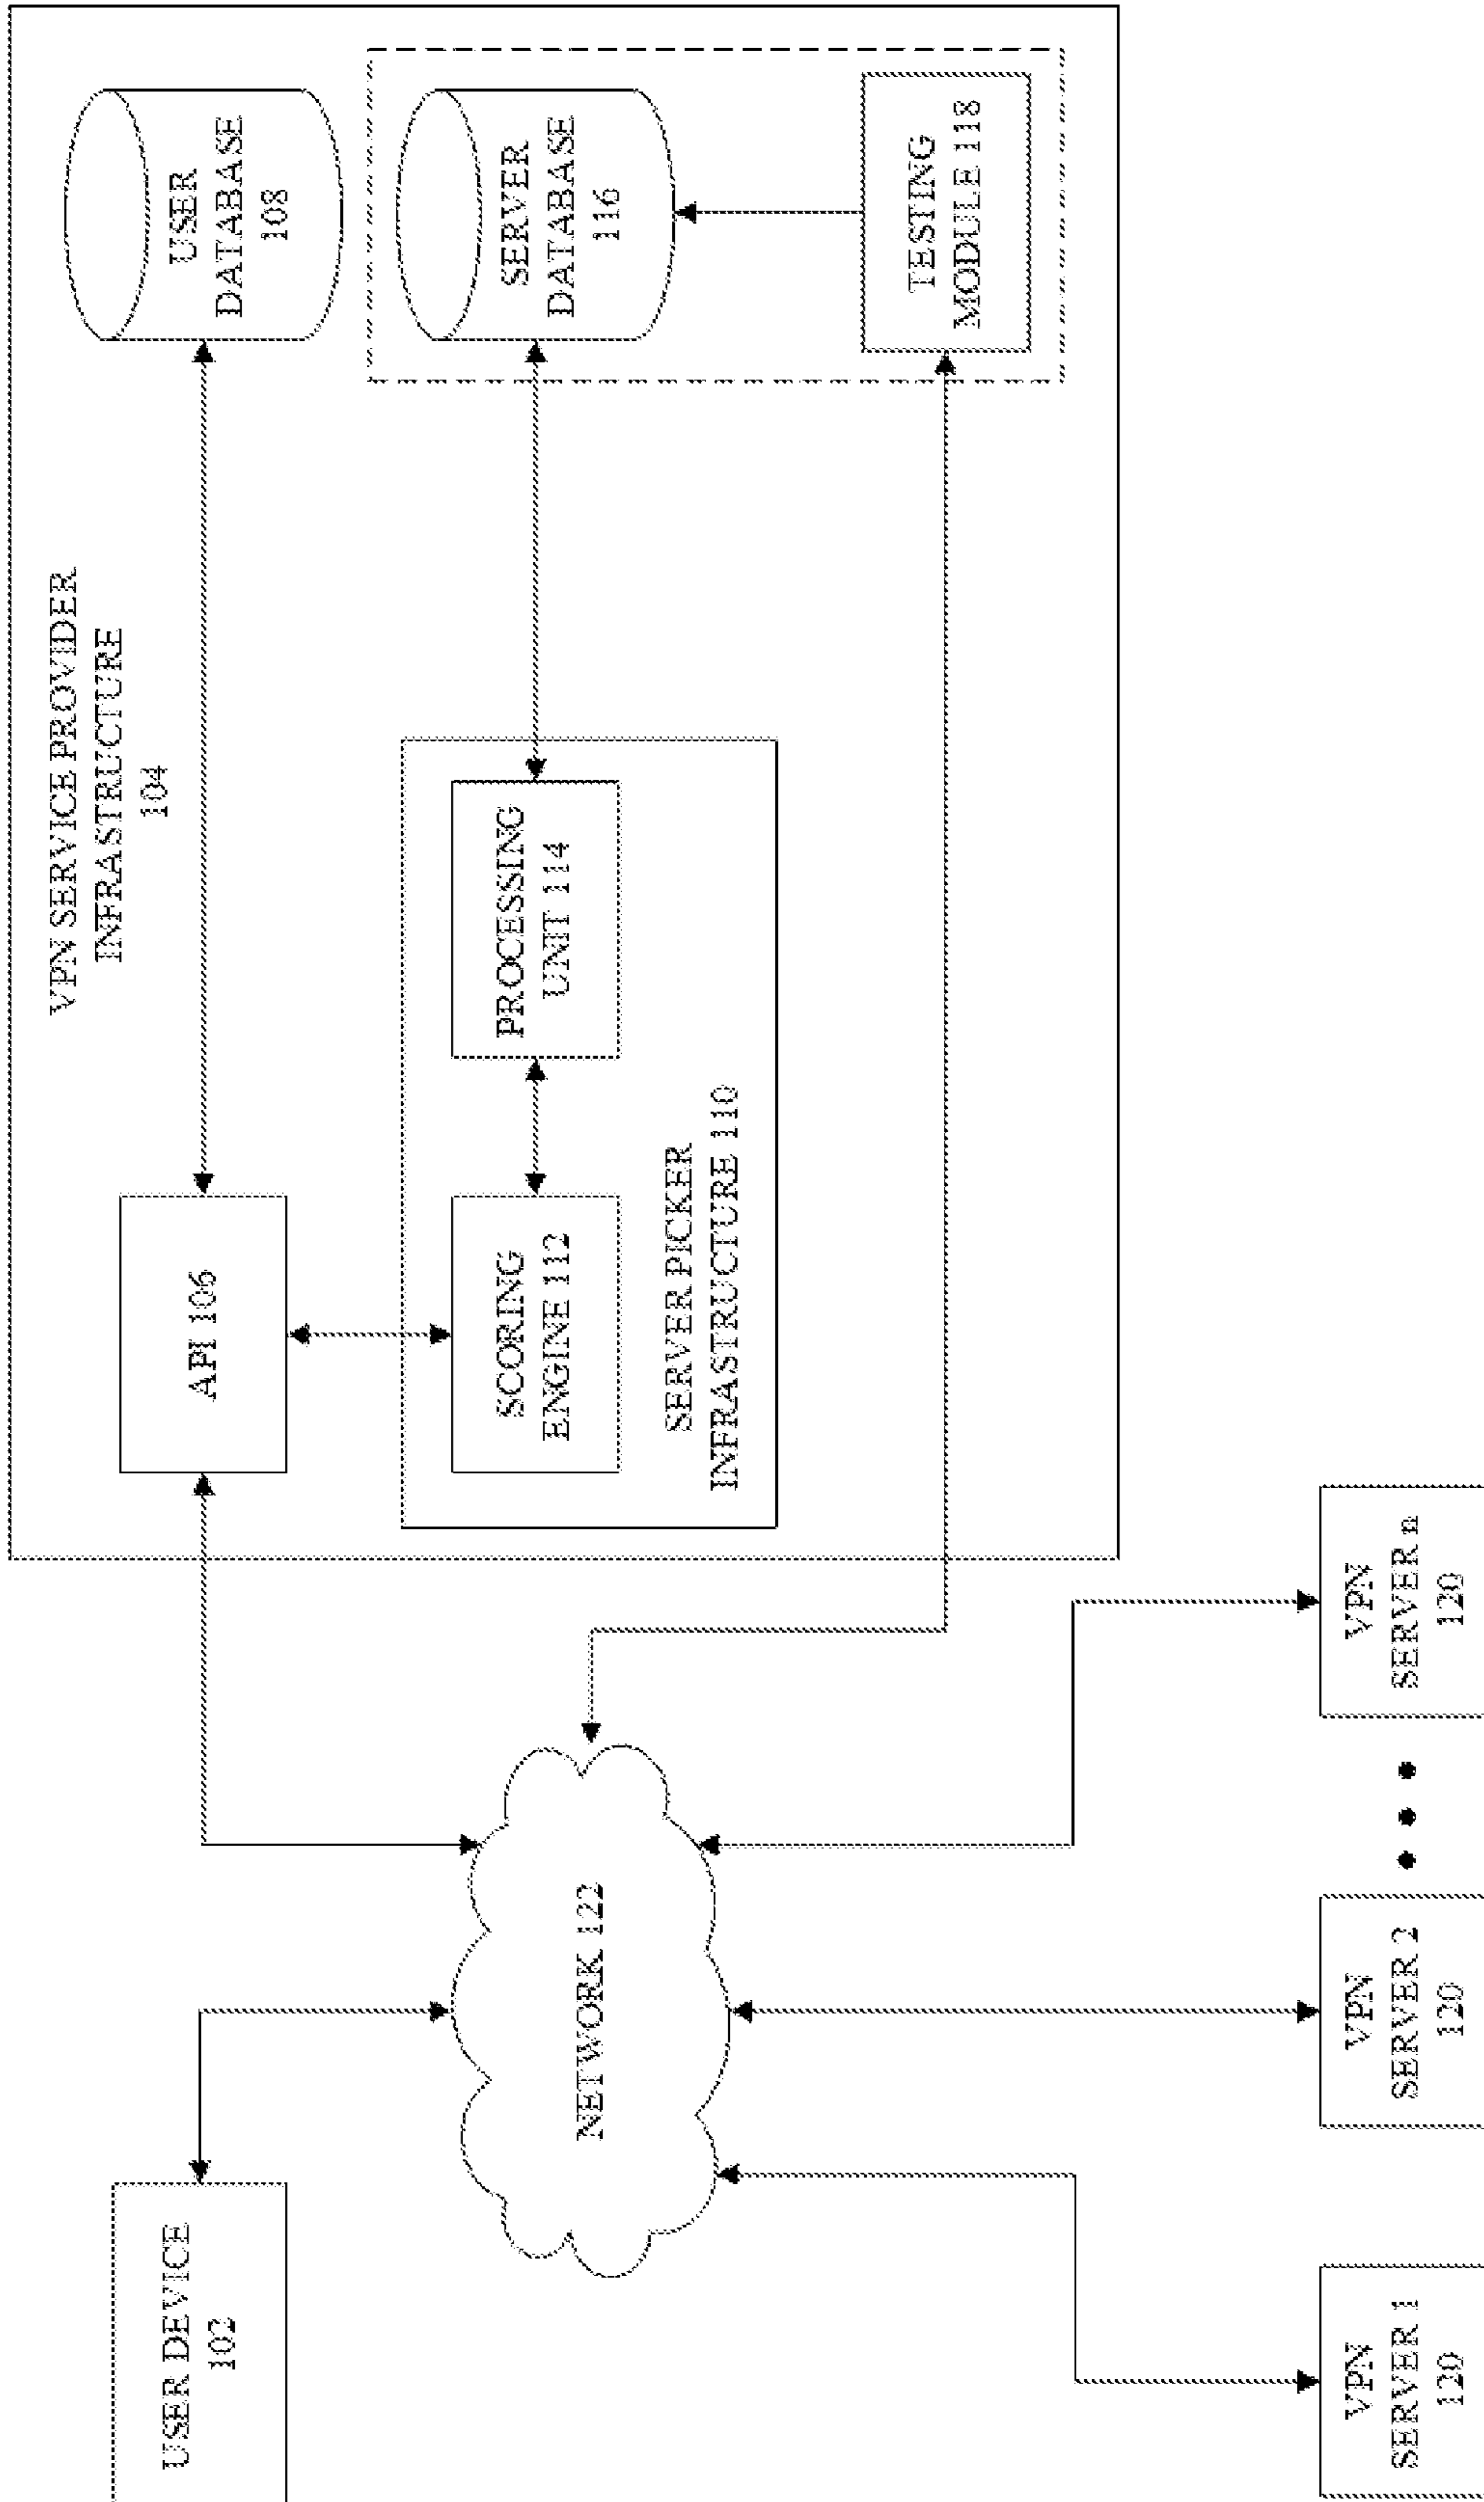 USER DEVICE
102
API 106
VPN SERVICE PROVIDER
INFRASTRUCTURE
104
USER
DATABASE
108
NETWORK 122
SCORING
ENGINE 112
PROCESSING
UNIT 114
SERVER PICKER
INFRASTRUCTURE 110
SERVER
DATABASE
116
TESTING
MODULE 118
VPN
SERVER 1
120
VPN
SERVER 2
120
VPN
SERVER n
120